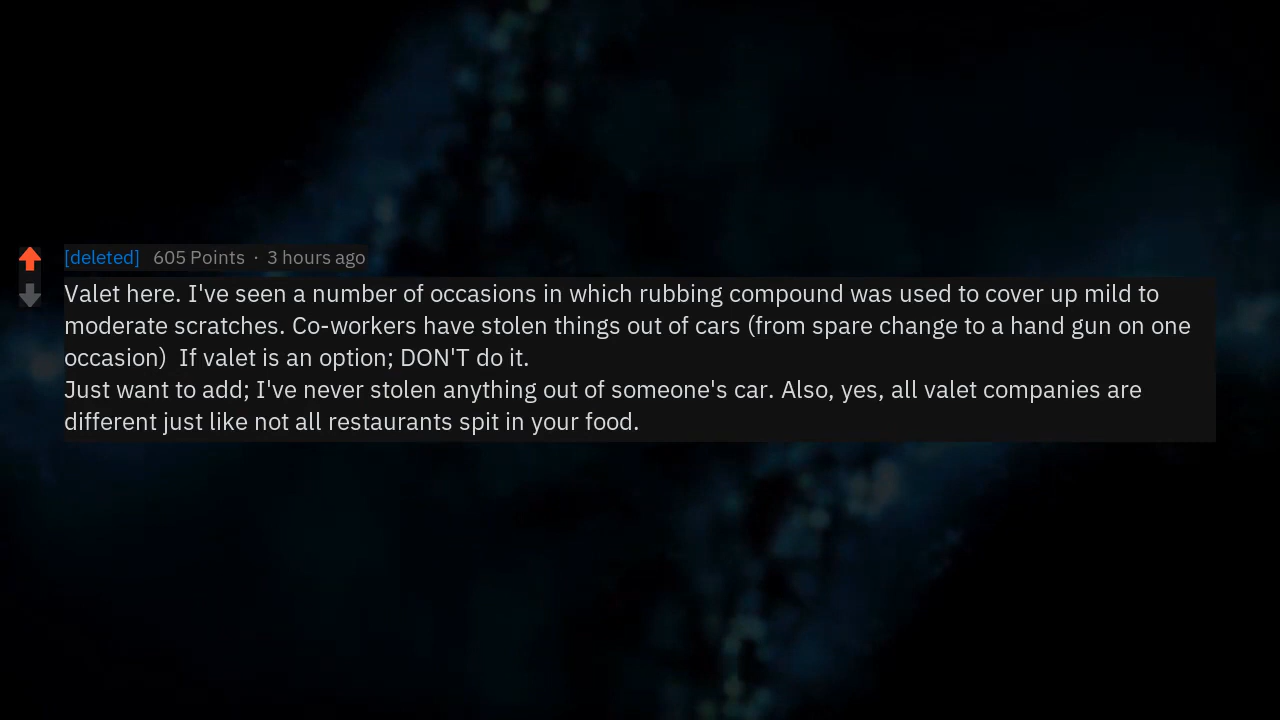 [deleted] 605 Points · 3 hours ago
Valet here. I've seen a number of occasions in which rubbing compound was used to cover up mild to
moderate scratches. Co-workers have stolen things out of cars (from spare change to a hand gun on one
occasion)  If valet is an option; DON'T do it.
Just want to add; I've never stolen anything out of someone's car. Also, yes, all valet companies are
different just like not all restaurants spit in your food.